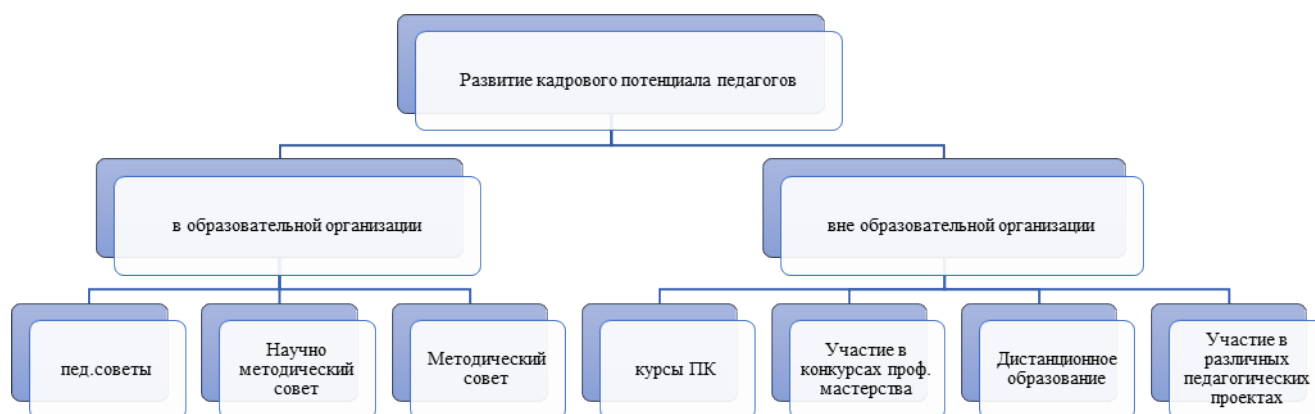 Развитие кадрового потенциала педагогов
в образовательной организации
вне образовательной организации
пед.советы
Научно
методический
совет
Методический
совет
курсы ПК
Участие в
конкурсах проф.
мастерства
Дистанционное
образование
Участие в
различных
педагогических
проектах